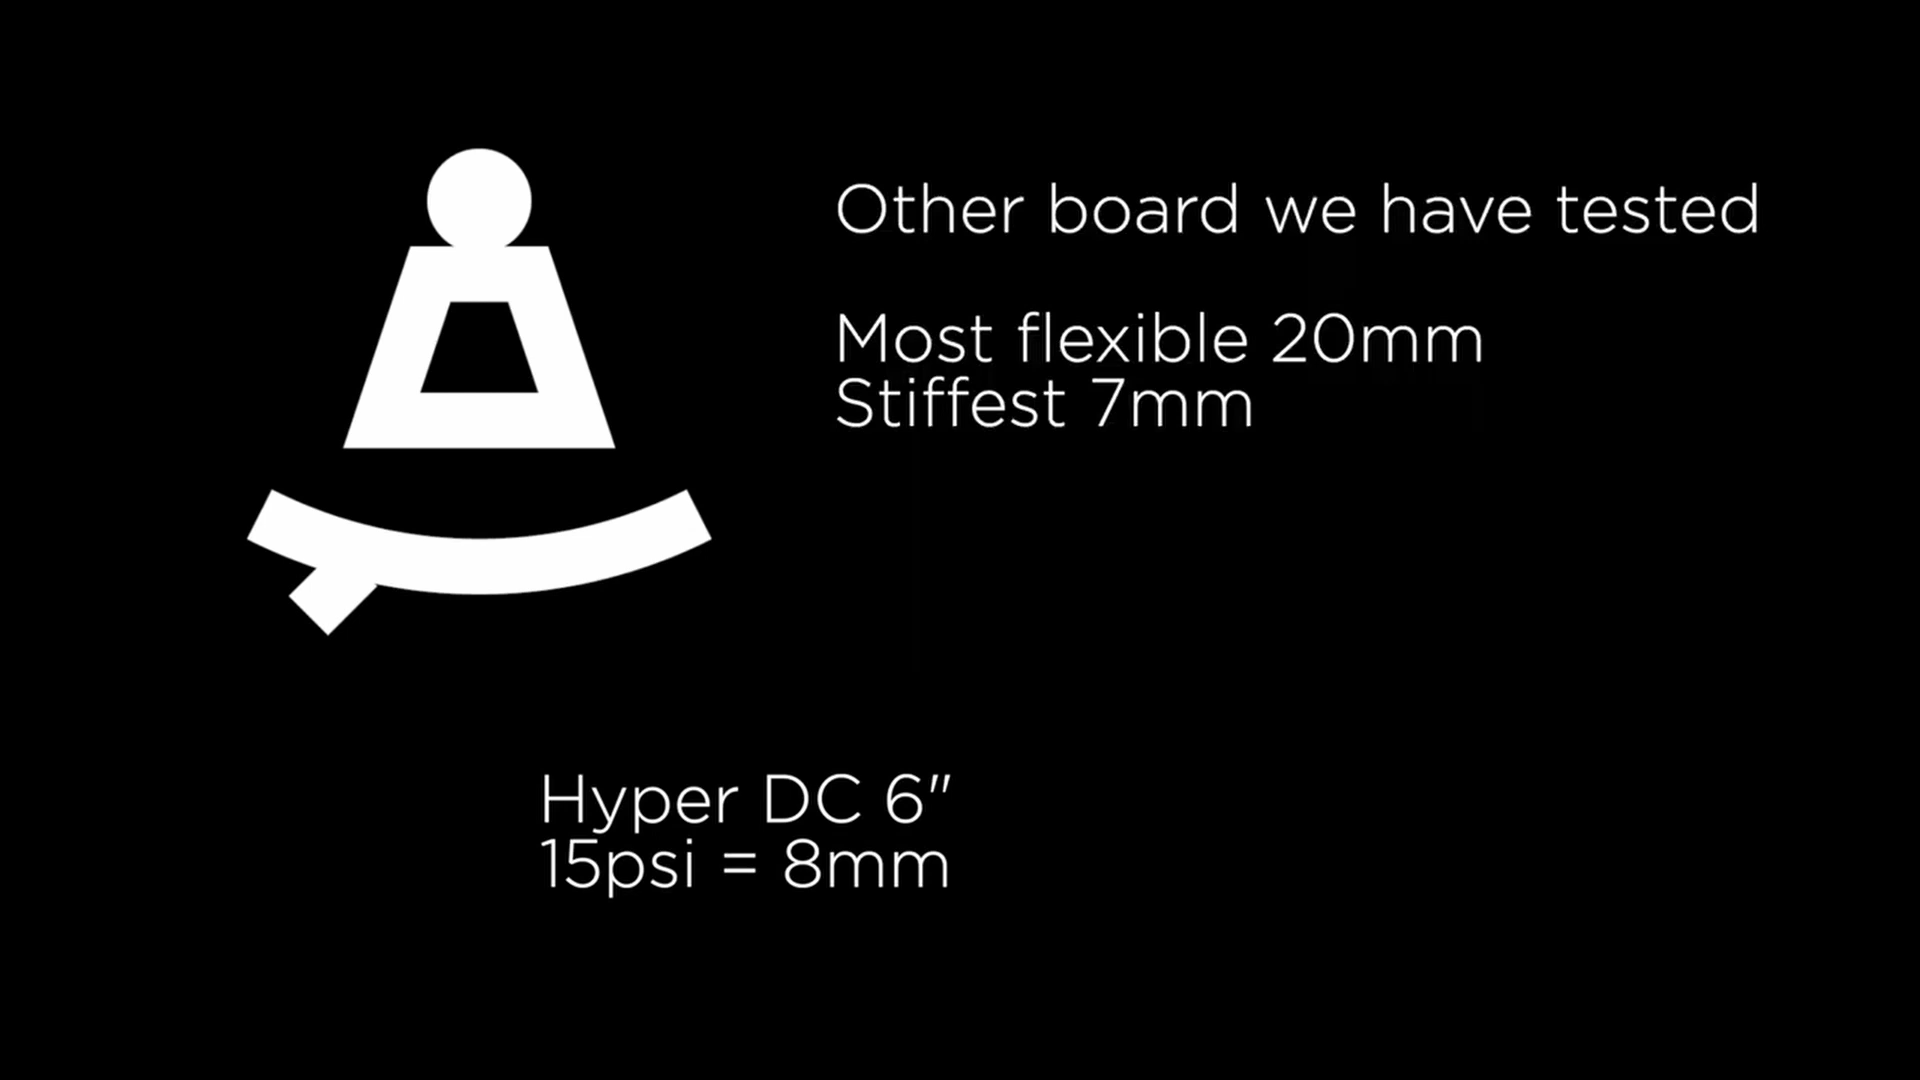 Other board we have tested
Most flexible 20mm
Stiffest 7mm
Hyper DC 6"
15psi = 8mm